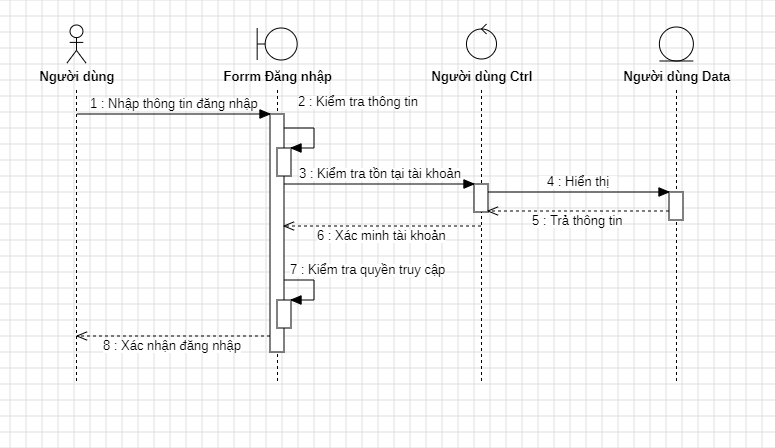 Người dùng
Forrm Đăng nhập
Người dùng Ctrl
Người dùng Data
1 : Nhập thông tin đăng nhập
2 : Kiểm tra thông tin
3 : Kiểm tra tồn tại tài khoản
4 : Hiển thị
5 : Trả thông tin
6 : Xác minh tài khoản
7 : Kiểm tra quyền truy cập
8 : Xác nhận đăng nhập